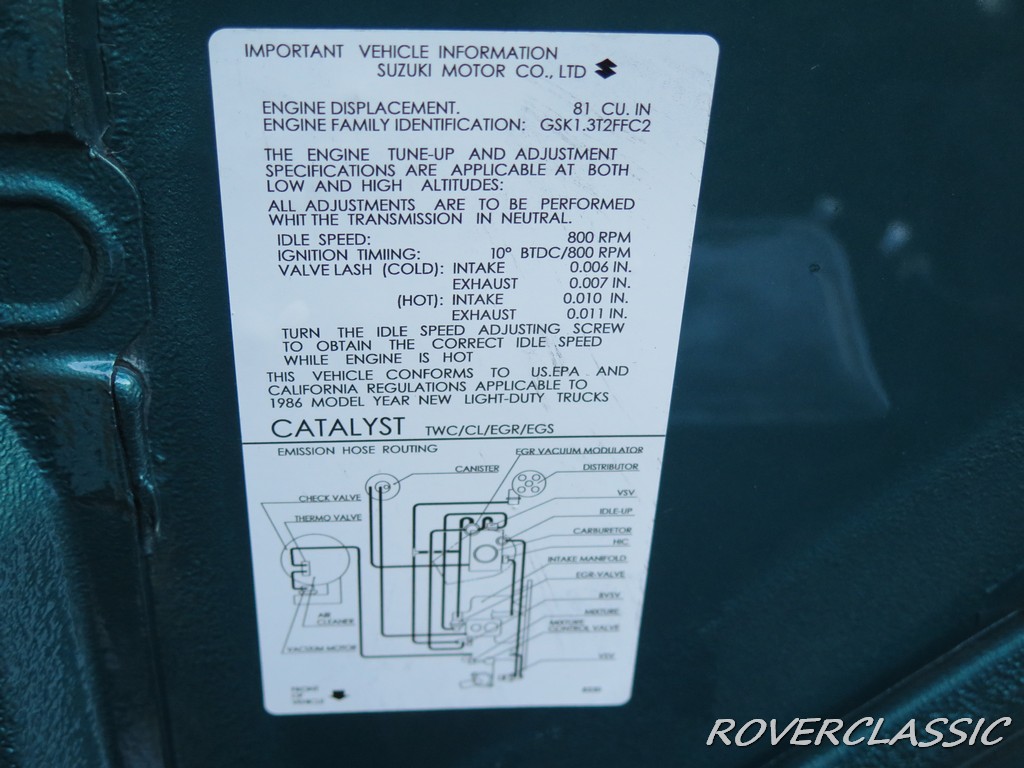 IMPORTANT VEHICLE INFORMATION
SUZUKI MOTOR CO., LTD
ENGINE DISPLACEMENT. 81 CU. IN
ENGINE FAMILY IDENTIFICATION: GSK1.3T2FFC2
THE ENGINE TUNE-UP AND ADJUSTMENT
SPECIFICATIONS ARE APPLICABLE AT BOTH
LOW AND HIGH ALTITUDES:
ALL ADJUSTMENTS ARE TO BE PERFORMED
WHIT THE TRANSMISSION IN NEUTRAL.
IDLE SPEED: 800 RPM
IGNITION TIMIING: 10° BTDC/800 RPM
VALVE LASH (COLD): INTAKE 0.006 IN.
EXHAUST 0.007 IN.
(HOT): INTAKE 0.010 IN.
EXHAUST 0.011 IN.
TURN THE IDLE SPEED ADJUSTING SCREW
TO OBTAIN THE CORRECT IDLE SPEED
WHILE ENGINE IS HOT
THIS VEHICLE CONFORMS TO US.EPA AND
CALIFORNIA REGULATIONS APPLICABLE TO
1986 MODEL YEAR NEW LIGHT-DUTY TRUCKS
CATALYST TWC/CL/EGR/EGS
EMISSION HOSE ROUTING
EGR VACUUM MODULATOR
CANISTER
DISTRIBUTOR
CHECK VALVE
VSV
THERMO VALVE
IDLE-UP
CARBURETOR
HIC
INTAKE MANIFOLD
EGR-VALVE
BVSV
MIXTURE
AIR
CLEANER
MIXTURE
CONTROL VALVE
VACUUM MOTOR
VSV
FRONT
OF
VEHICLE
ROVERCLASSIC